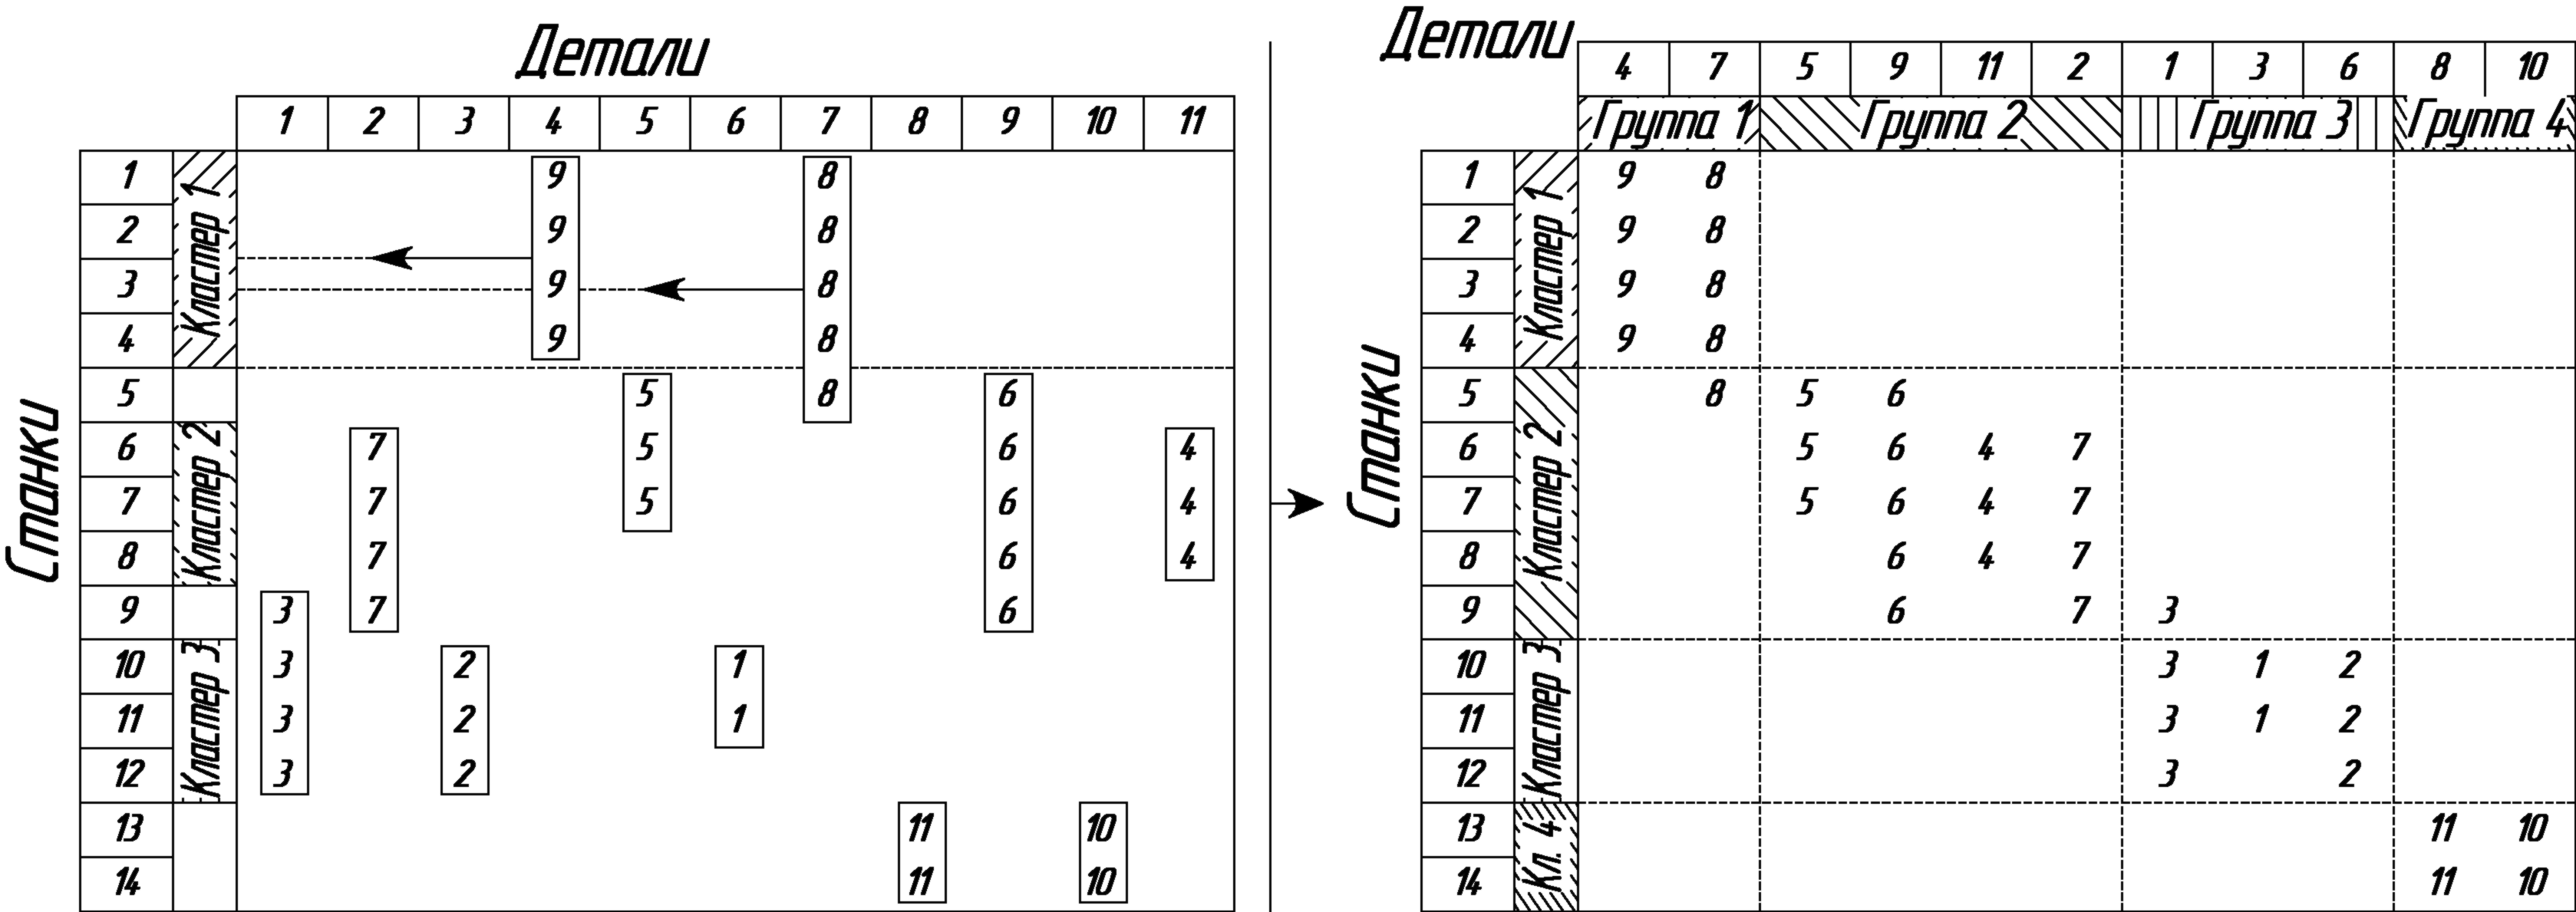 Детали
1 2 3 4 5 6 7 8 9 10 11
Станки
Кластер 1
Кластер 2
Кластер 3
1 9 8
2 9 8
3 9 8
4 9 8
5 5 8 6
6 7 5 6 4
7 7 5 6 4
8 7 6 4
9 3 7 6
10 3 2 1
11 3 2 1
12 3 2
13 11 10
14 11 10
Детали
4 7 5 9 11 2 1 3 6 8 10
Группа 1 Группа 2 Группа 3 Группа 4
Станки
Кластер 1
Кластер 2
Кластер 3
Кл. 4
1 9 8
2 9 8
3 9 8
4 9 8
5 8 5 6
6 5 6 4 7
7 5 6 4 7
8 6 4 7
9 6 7 3
10 3 1 2
11 3 1 2
12 3 2
13 11 10
14 11 10